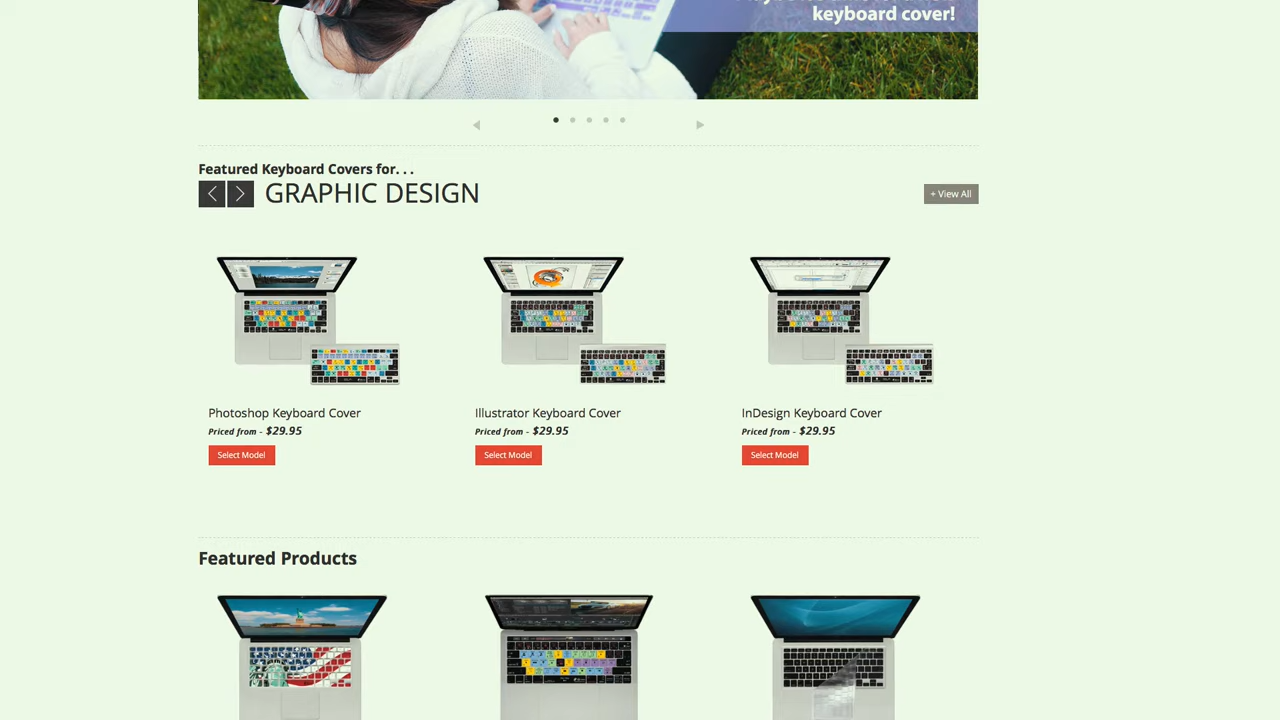 keyboard cover!
Featured Keyboard Covers for. . .
GRAPHIC DESIGN
+ View All
Photoshop Keyboard Cover
Illustrator Keyboard Cover
InDesign Keyboard Cover
Priced from - $29.95
Priced from - $29.95
Priced from - $29.95
Select Model
Select Model
Select Model
Featured Products